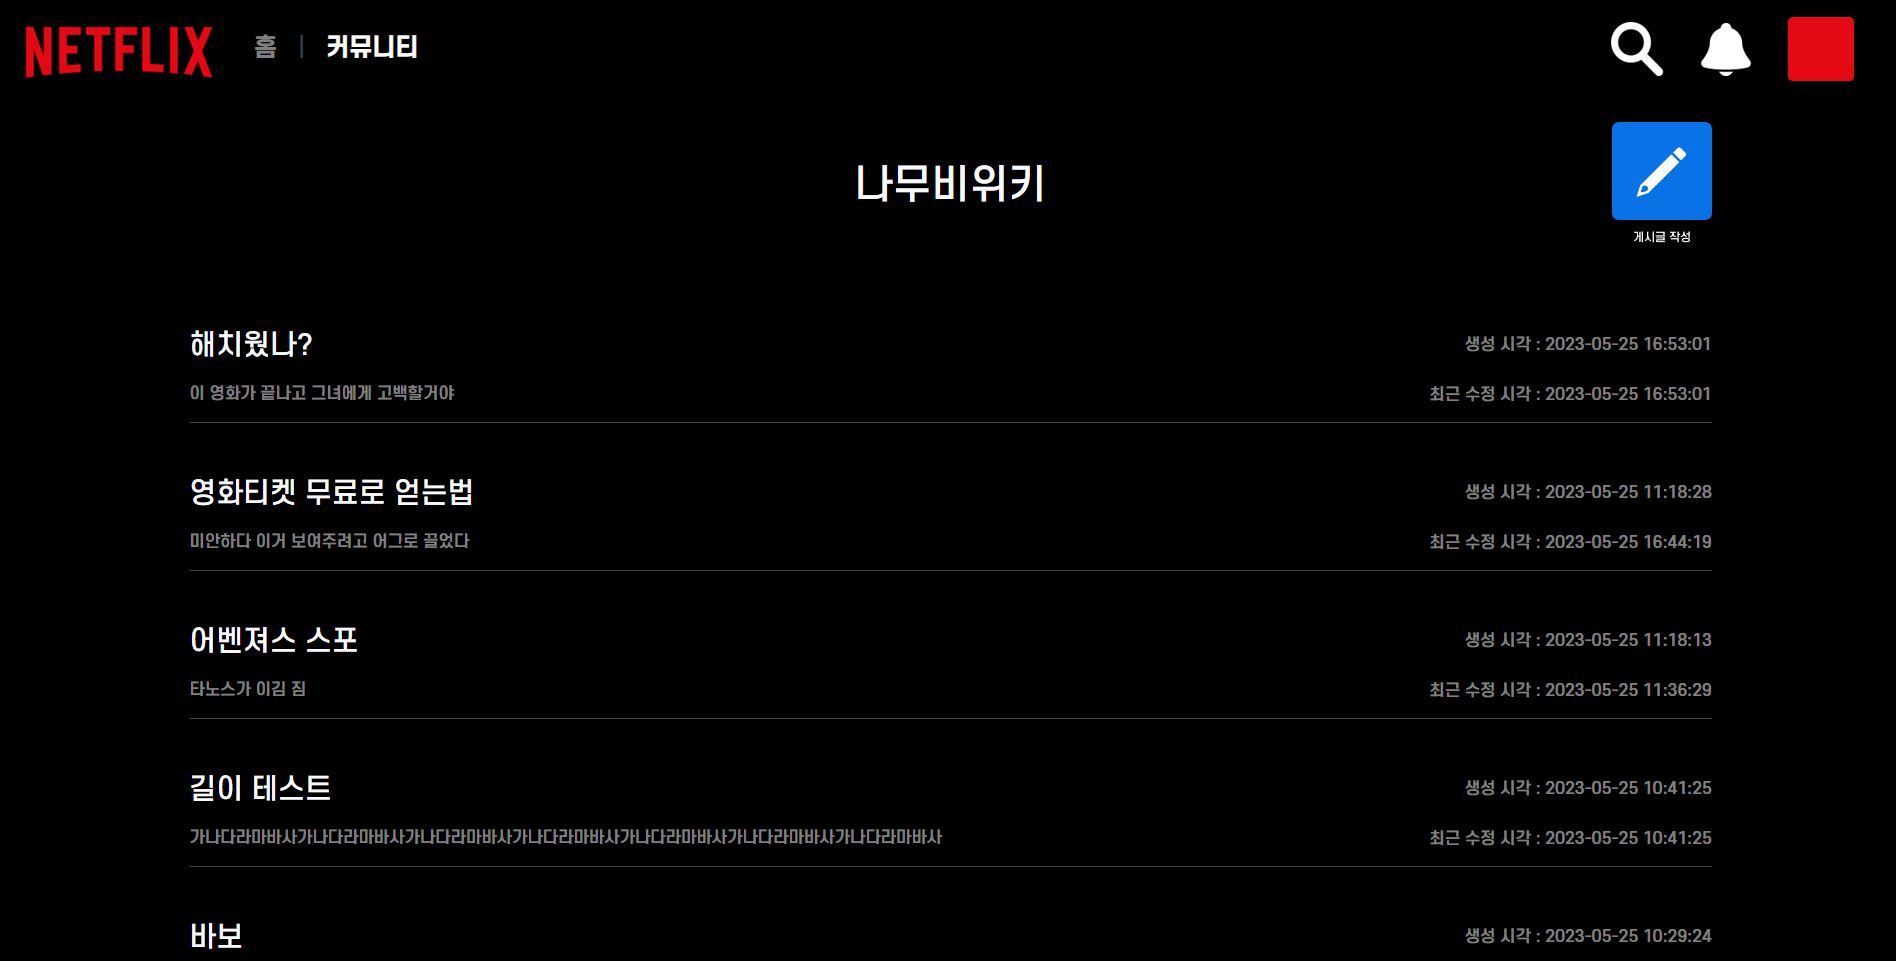 NETFLIX 홈 | 커뮤니티
나무비위키
게시글 작성
해치웠나?
생성 시각 : 2023-05-25 16:53:01
이 영화가 끝나고 그녀에게 고백할거야
최근 수정 시각 : 2023-05-25 16:53:01
영화티켓 무료로 얻는법
생성 시각 : 2023-05-25 11:18:28
미안하다 이거 보여주려고 어그로 끌었다
최근 수정 시각 : 2023-05-25 16:44:19
어벤져스 스포
생성 시각 : 2023-05-25 11:18:13
타노스가 이김 짐
최근 수정 시각 : 2023-05-25 11:36:29
길이 테스트
생성 시각 : 2023-05-25 10:41:25
가나다라마바사가나다라마바사가나다라마바사가나다라마바사가나다라마바사가나다라마바사가나다라마바사
최근 수정 시각 : 2023-05-25 10:41:25
바보
생성 시각 : 2023-05-25 10:29:24